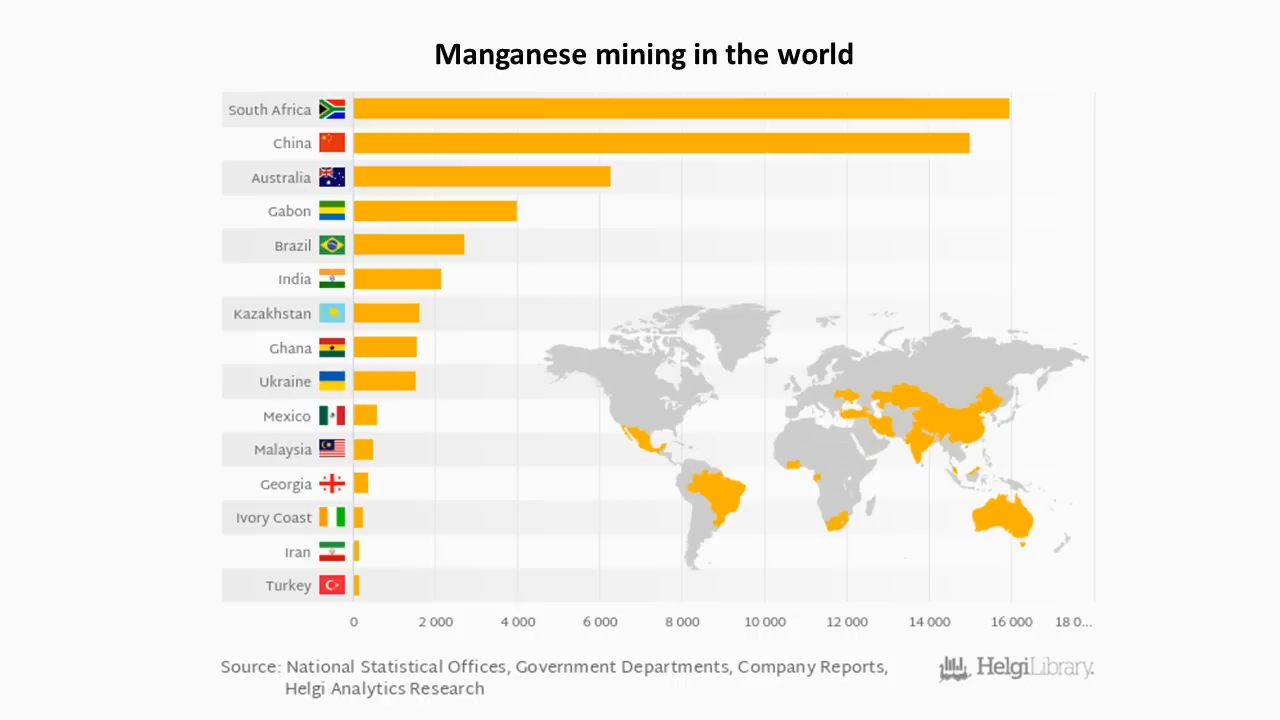 Manganese mining in the world
South Africa
China
Australia
Gabon
Brazil
India
Kazakhstan
Ghana
Ukraine
Mexico
Malaysia
Georgia
Ivory Coast
Iran
Turkey
0 2 000 4 000 6 000 8 000 10 000 12 000 14 000 16 000 18 0...
Source: National Statistical Offices, Government Departments, Company Reports,
Helgi Analytics Research
HelgiLibrary.